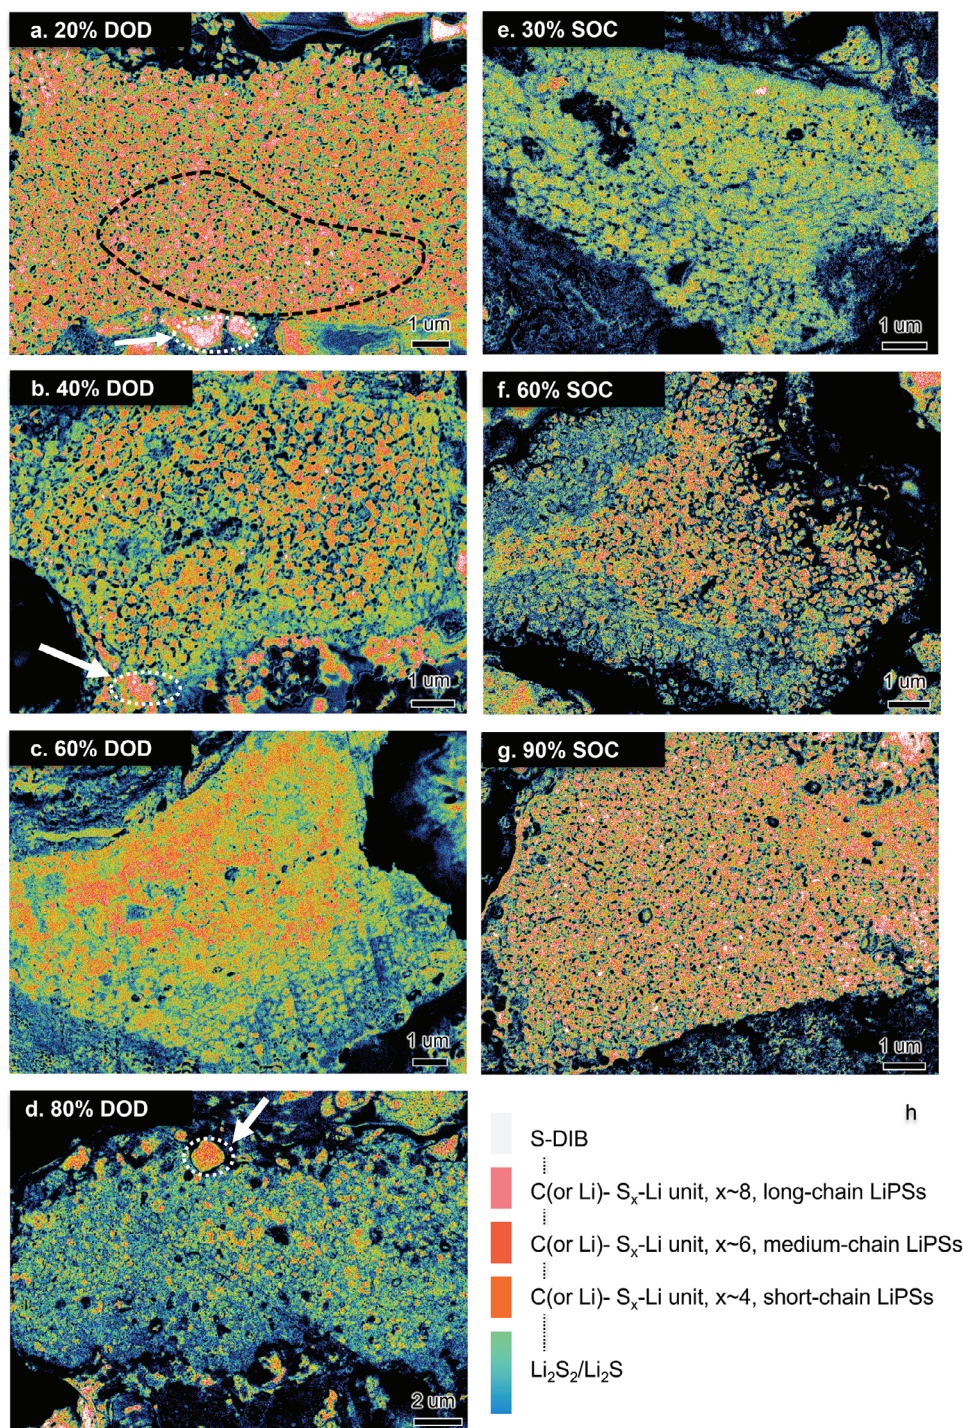 a. 20% DOD
1 um
b. 40% DOD
1 um
c. 60% DOD
1 um
d. 80% DOD
2 um
e. 30% SOC
1 um
f. 60% SOC
1 um
g. 90% SOC
1 um
h
S-DIB
C(or Li)- Sₓ-Li unit, x~8, long-chain LiPSs
C(or Li)- Sₓ-Li unit, x~6, medium-chain LiPSs
C(or Li)- Sₓ-Li unit, x~4, short-chain LiPSs
Li₂S₂/Li₂S